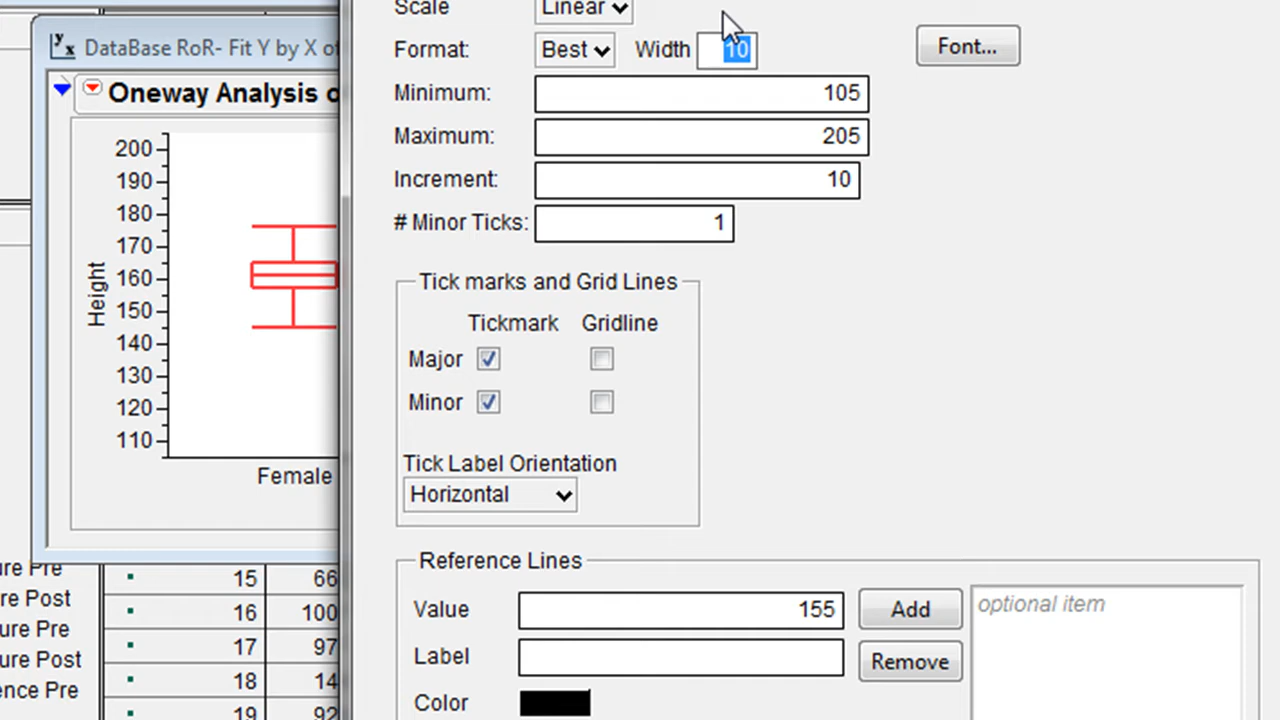 Scale Linear
DataBase RoR- Fit Y by X of
Format: Best Width 10 Font...
Oneway Analysis o
Minimum: 105
Maximum: 205
Increment: 10
# Minor Ticks: 1
200
190
180
170
160
150
140
130
120
110
Height
Female
Tick marks and Grid Lines
Tickmark Gridline
Major
Minor
Tick Label Orientation
Horizontal
Reference Lines
Value 155 Add optional item
Label Remove
Color
ure Pre
re Post
ure Pre
ure Post
ence Pre
15 66
16 100
17 97
18 14
19 92